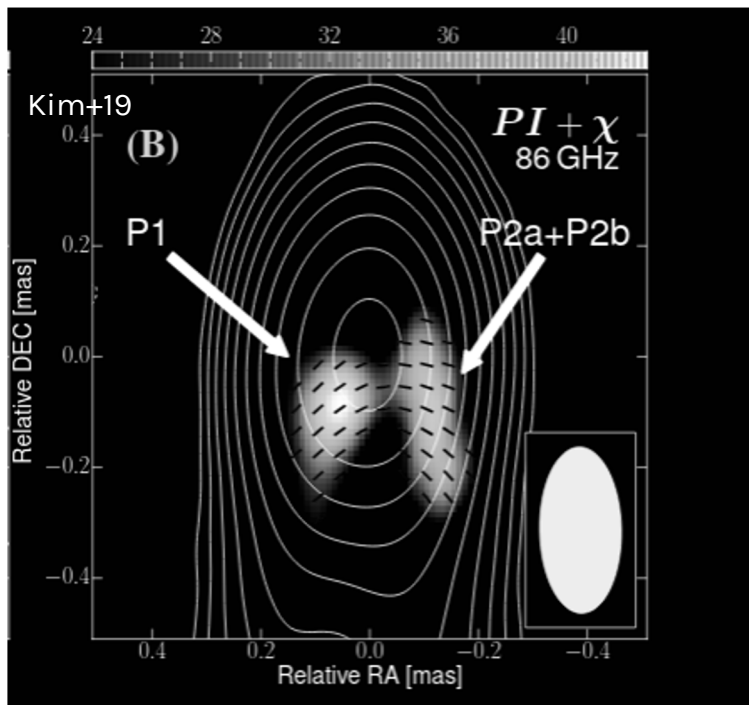 24 28 32 36 40
Kim+19
PI + χ
86 GHz
(B)
P1
P2a+P2b
0.4
0.2
0.0
−0.2
−0.4
Relative DEC [mas]
0.4 0.2 0.0 −0.2 −0.4
Relative RA [mas]